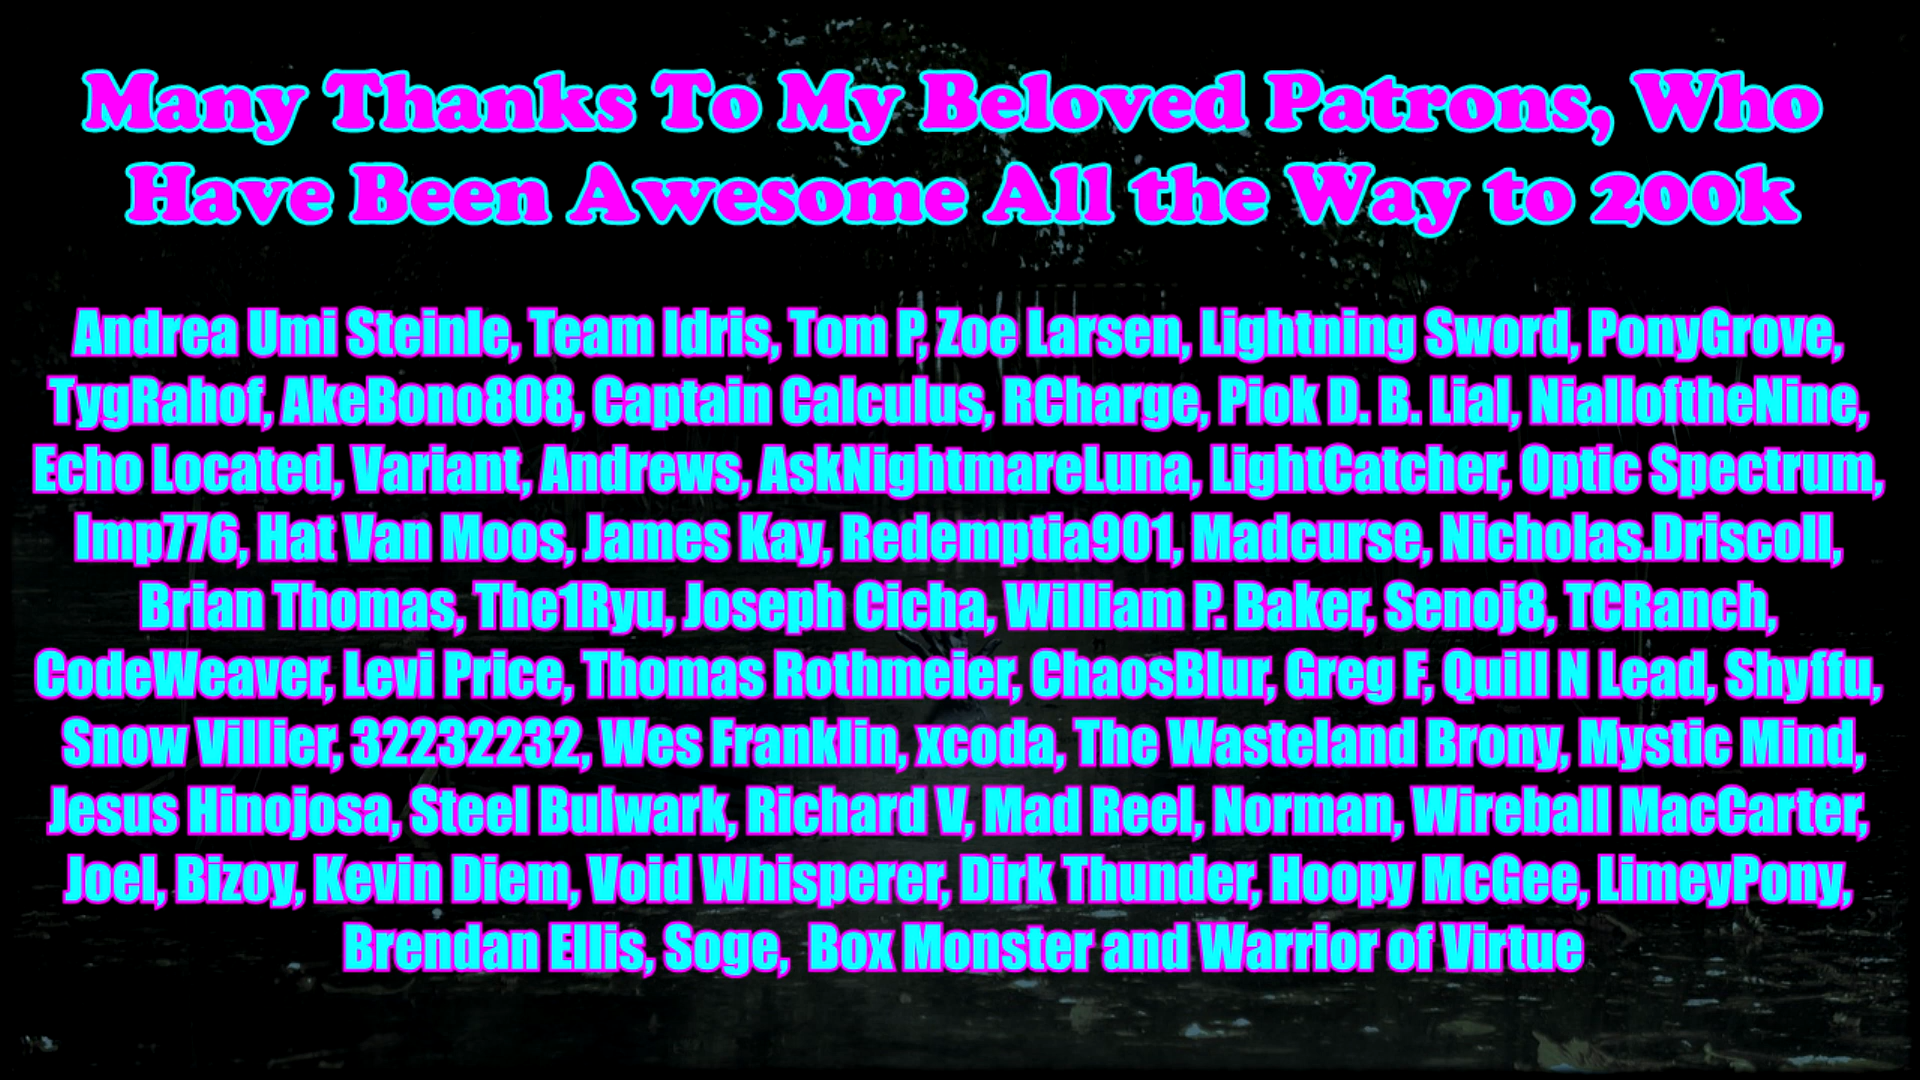 Many Thanks To My Beloved Patrons, Who
Have Been Awesome All the Way to 200k
Andrea Umi Steinle, Team Idris, Tom P, Zoe Larsen, Lightning Sword, PonyGrove,
TygRahof, AkeBono808, Captain Calculus, RCharge, Piok D. B. Lial, NialloftheNine,
Echo Located, Variant, Andrews, AskNightmareLuna, LightCatcher, Optic Spectrum,
Imp776, Hat Van Moos, James Kay, Redemptia901, Madcurse, Nicholas.Driscoll,
Brian Thomas, The1Ryu, Joseph Cicha, William P. Baker, Senoj8, TCRanch,
CodeWeaver, Levi Price, Thomas Rothmeier, ChaosBlur, Greg F, Quill N Lead, Shyffu,
Snow Villier, 32232232, Wes Franklin, xcoda, The Wasteland Brony, Mystic Mind,
Jesus Hinojosa, Steel Bulwark, Richard V, Mad Reel, Norman, Wireball MacCarter,
Joel, Bizoy, Kevin Diem, Void Whisperer, Dirk Thunder, Hoopy McGee, LimeyPony,
Brendan Ellis, Soge, Box Monster and Warrior of Virtue